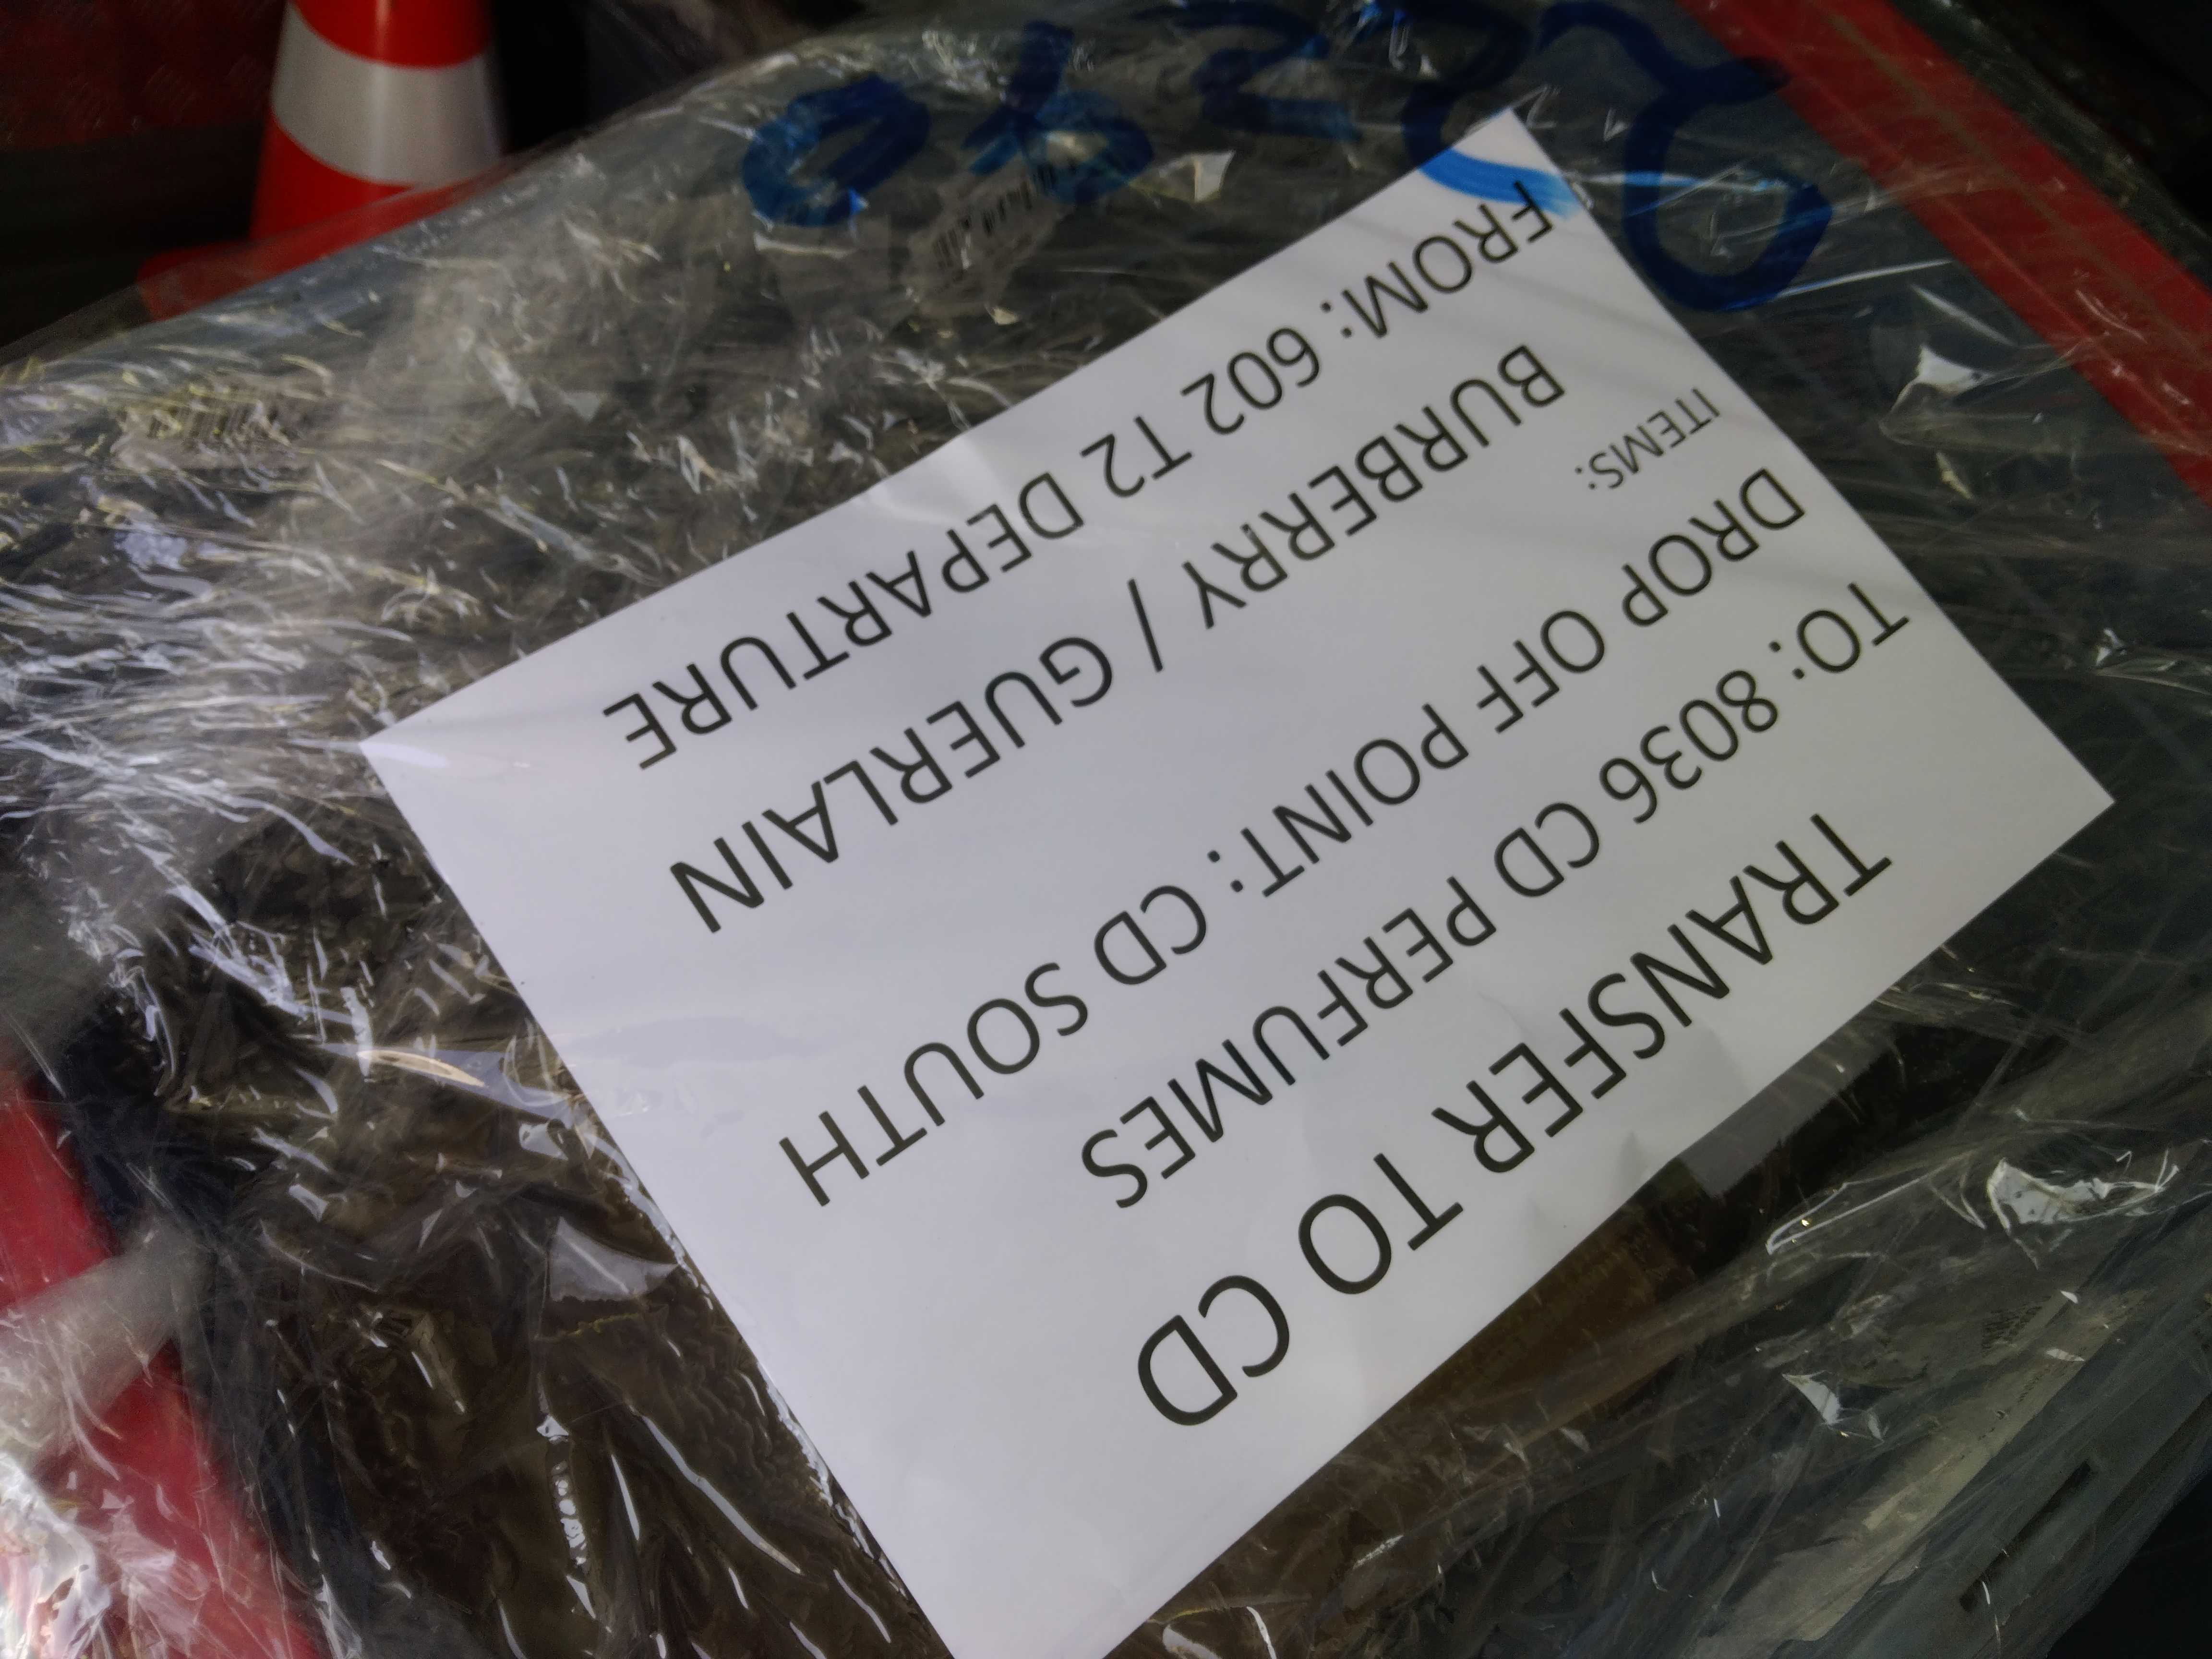 TRANSFER TO CD
TO: 8036 CD PERFUMES
DROP OFF POINT: CD SOUTH
ITEMS:
BURBERRY / GUERLAIN
FROM: 602 T2 DEPARTURE